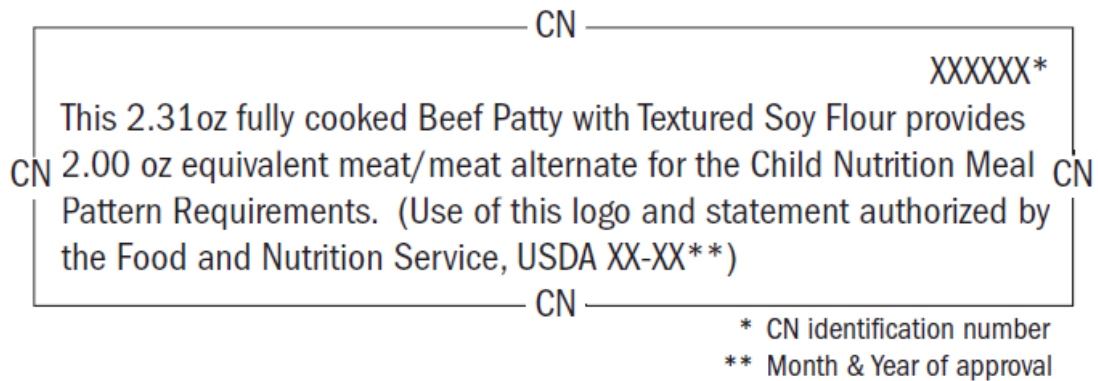 CN
XXXXXX*
This 2.31oz fully cooked Beef Patty with Textured Soy Flour provides
CN 2.00 oz equivalent meat/meat alternate for the Child Nutrition Meal CN
Pattern Requirements. (Use of this logo and statement authorized by
the Food and Nutrition Service, USDA XX-XX**)
CN
* CN identification number
** Month & Year of approval